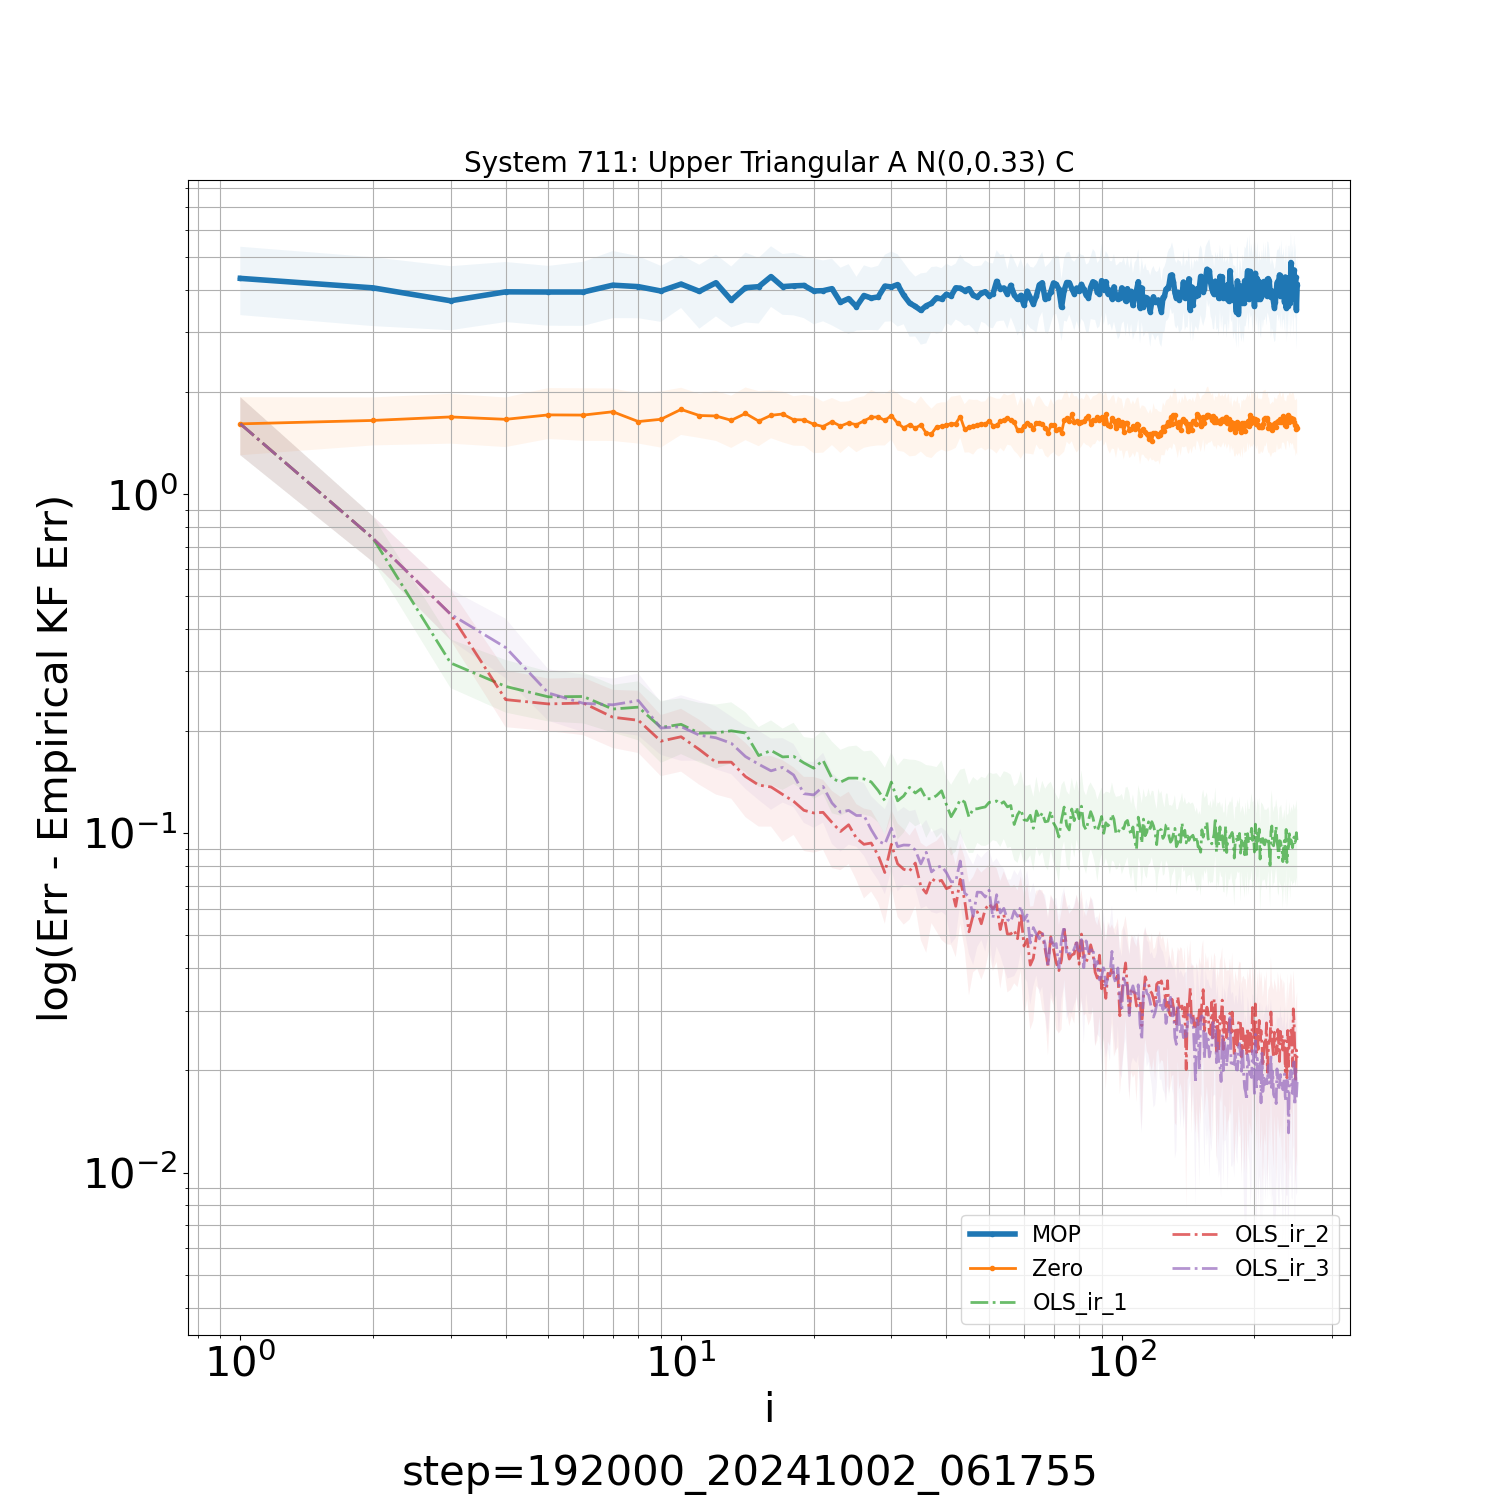 System 711: Upper Triangular A N(0,0.33) C
log(Err - Empirical KF Err)
10⁰
10⁻¹
10⁻²
MOP
Zero
OLS_ir_1
OLS_ir_2
OLS_ir_3
10⁰ 10¹ 10²
i
step=192000_20241002_061755